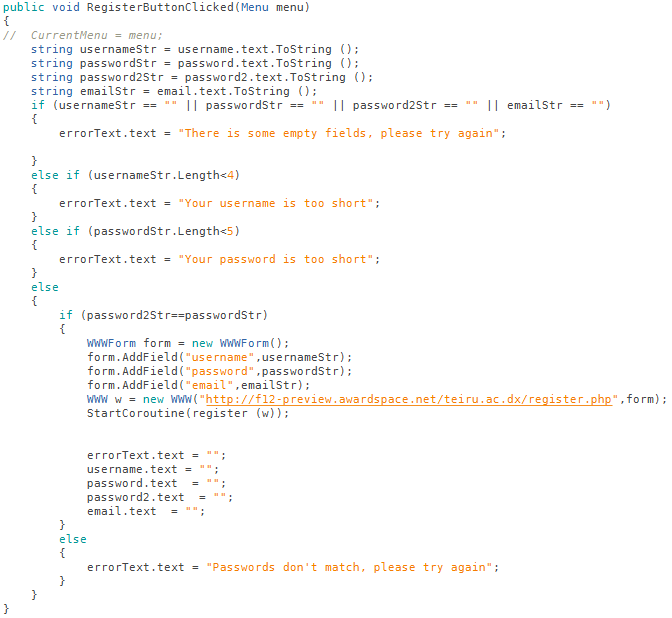 public void RegisterButtonClicked(Menu menu)
{
//  CurrentMenu = menu;
    string usernameStr = username.text.ToString ();
    string passwordStr = password.text.ToString ();
    string password2Str = password2.text.ToString ();
    string emailStr = email.text.ToString ();
    if (usernameStr == "" || passwordStr == "" || password2Str == "" || emailStr == "")
    {
        errorText.text = "There is some empty fields, please try again";

    }
    else if (usernameStr.Length<4)
    {
        errorText.text = "Your username is too short";
    }
    else if (passwordStr.Length<5)
    {
        errorText.text = "Your password is too short";
    }
    else
    {
        if (password2Str==passwordStr)
        {
            WWWForm form = new WWWForm();
            form.AddField("username",usernameStr);
            form.AddField("password",passwordStr);
            form.AddField("email",emailStr);
            WWW w = new WWW("http://f12-preview.awardspace.net/teiru.ac.dx/register.php",form);
            StartCoroutine(register (w));


            errorText.text = "";
            username.text = "";
            password.text  = "";
            password2.text  = "";
            email.text  = "";
        }
        else
        {
            errorText.text = "Passwords don't match, please try again";
        }
    }
}